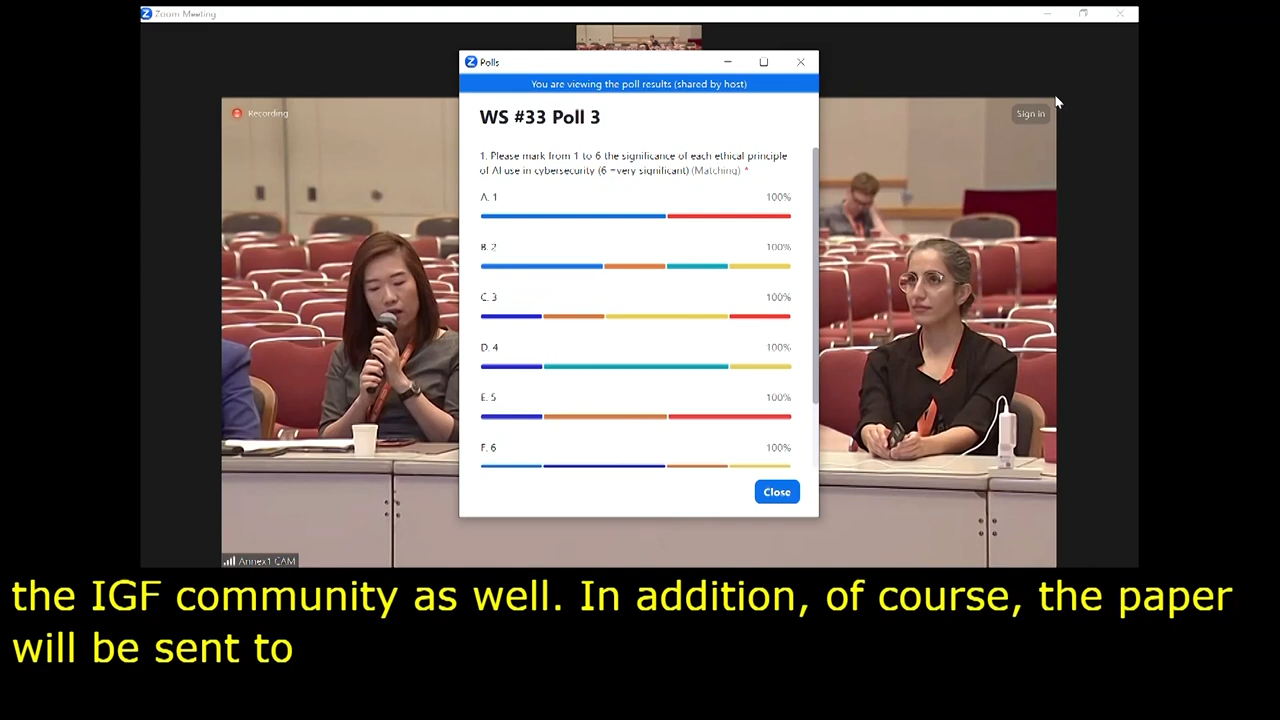 Zoom Meeting
Polls
You are viewing the poll results (shared by host)
Recording
Sign in
WS #33 Poll 3
1. Please mark from 1 to 6 the significance of each ethical principle
of AI use in cybersecurity (6 =very significant) (Matching) *
A. 1 100%
B. 2 100%
C. 3 100%
D. 4 100%
E. 5 100%
F. 6 100%
Close
Annex1 CAM
the IGF community as well. In addition, of course, the paper
will be sent to